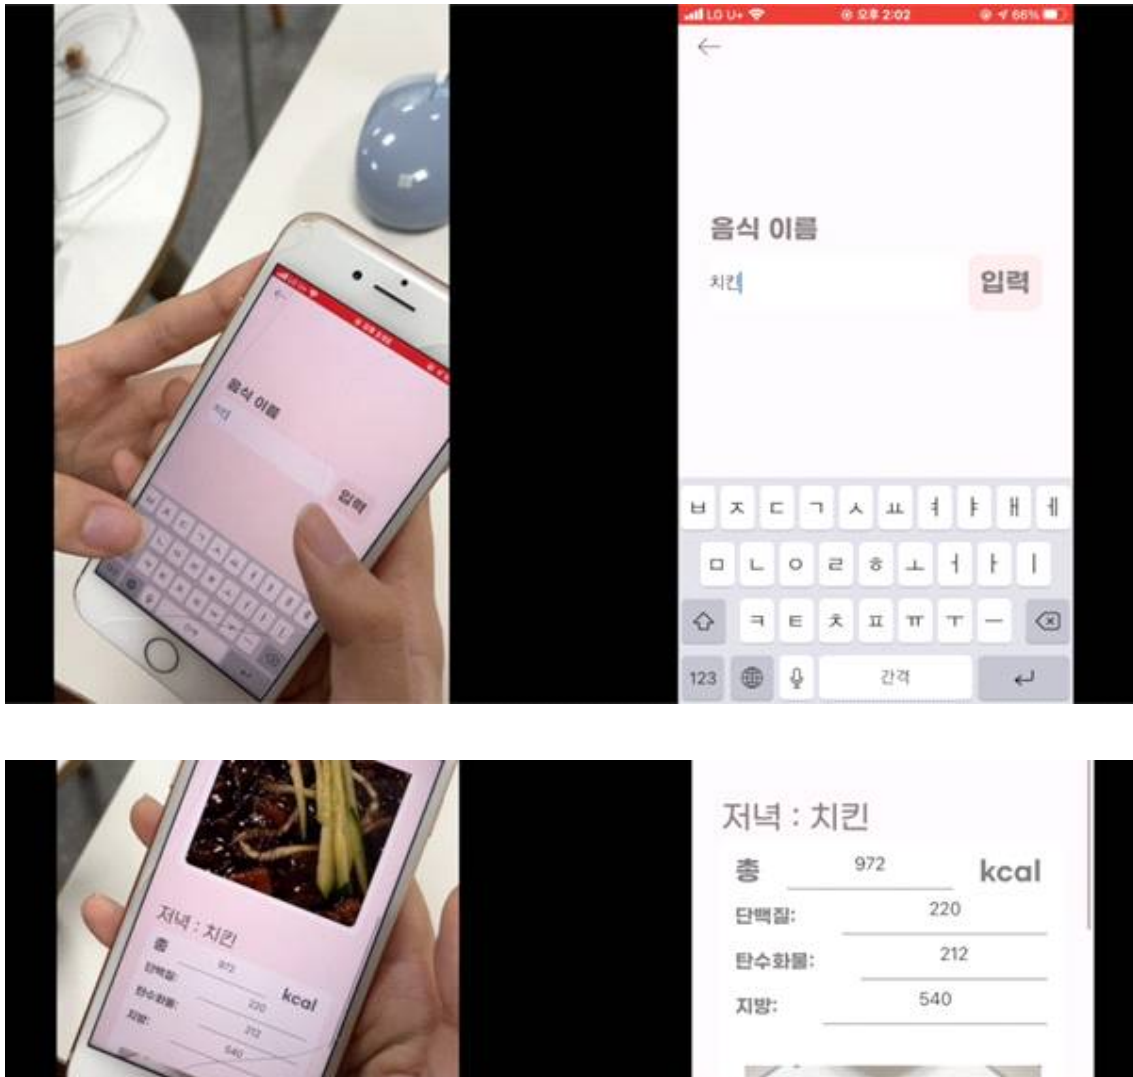 음식 이름
치킨
입력
LG U+ 오후 2:02 66%
음식 이름
치킨
입력
ㅂ ㅈ ㄷ ㄱ ㅅ ㅛ ㅕ ㅑ ㅐ ㅔ
ㅁ ㄴ ㅇ ㄹ ㅎ ㅗ ㅓ ㅏ ㅣ
ㅋ ㅌ ㅊ ㅍ ㅠ ㅜ ㅡ
123 간격
저녁 : 치킨
총 972 kcal
단백질: 220
탄수화물: 212
지방: 540
저녁 : 치킨
총 972 kcal
단백질: 220
탄수화물: 212
지방: 540